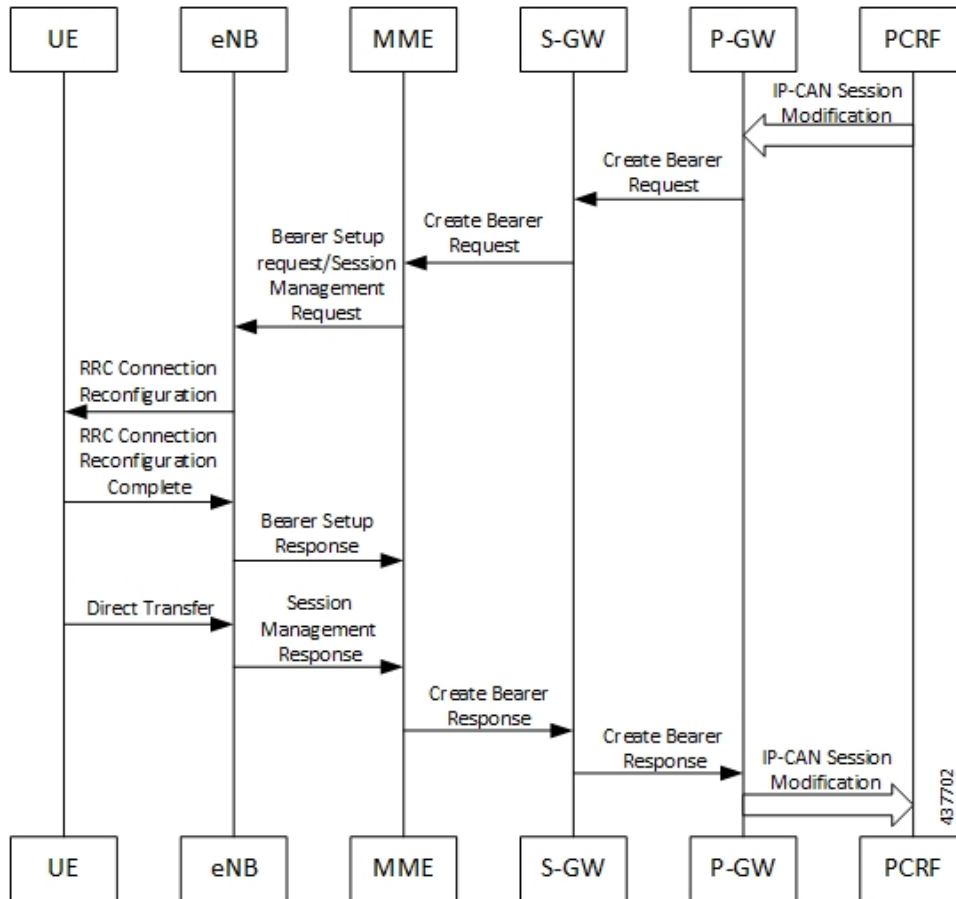 UE
eNB
MME
S-GW
P-GW
PCRF
IP-CAN Session
Modification
Create Bearer
Request
Create Bearer
Request
Bearer Setup
request/Session
Management
Request
RRC Connection
Reconfiguration
RRC Connection
Reconfiguration
Complete
Bearer Setup
Response
Direct Transfer
Session
Management
Response
Create Bearer
Response
Create Bearer
Response
IP-CAN Session
Modification
437702
UE
eNB
MME
S-GW
P-GW
PCRF